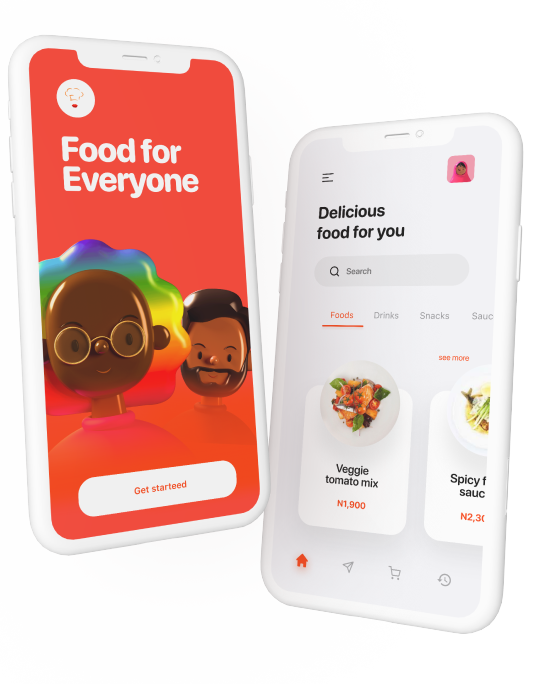 Food for
Everyone
Get starteed
Delicious
food for you
Search
Foods Drinks Snacks Sauc
see more
Veggie
tomato mix
N1,900
Spicy f
sauc
N2,30